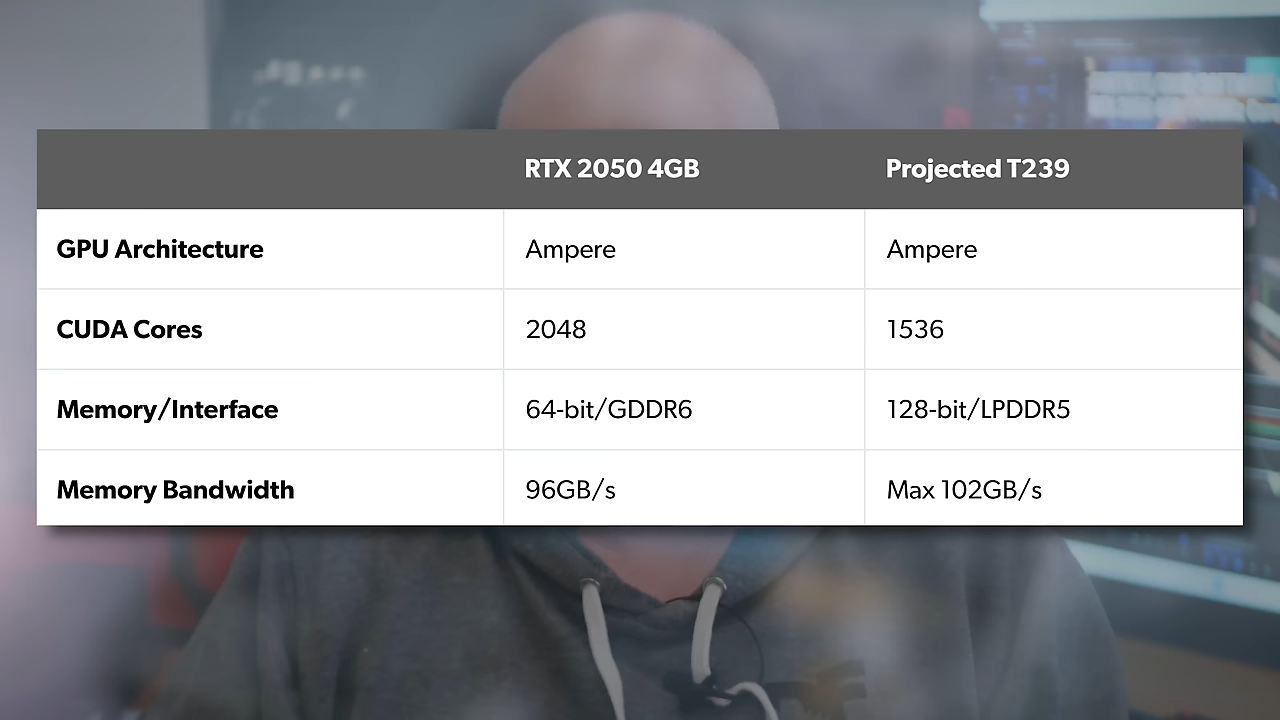 RTX 2050 4GB Projected T239
GPU Architecture Ampere Ampere
CUDA Cores 2048 1536
Memory/Interface 64-bit/GDDR6 128-bit/LPDDR5
Memory Bandwidth 96GB/s Max 102GB/s